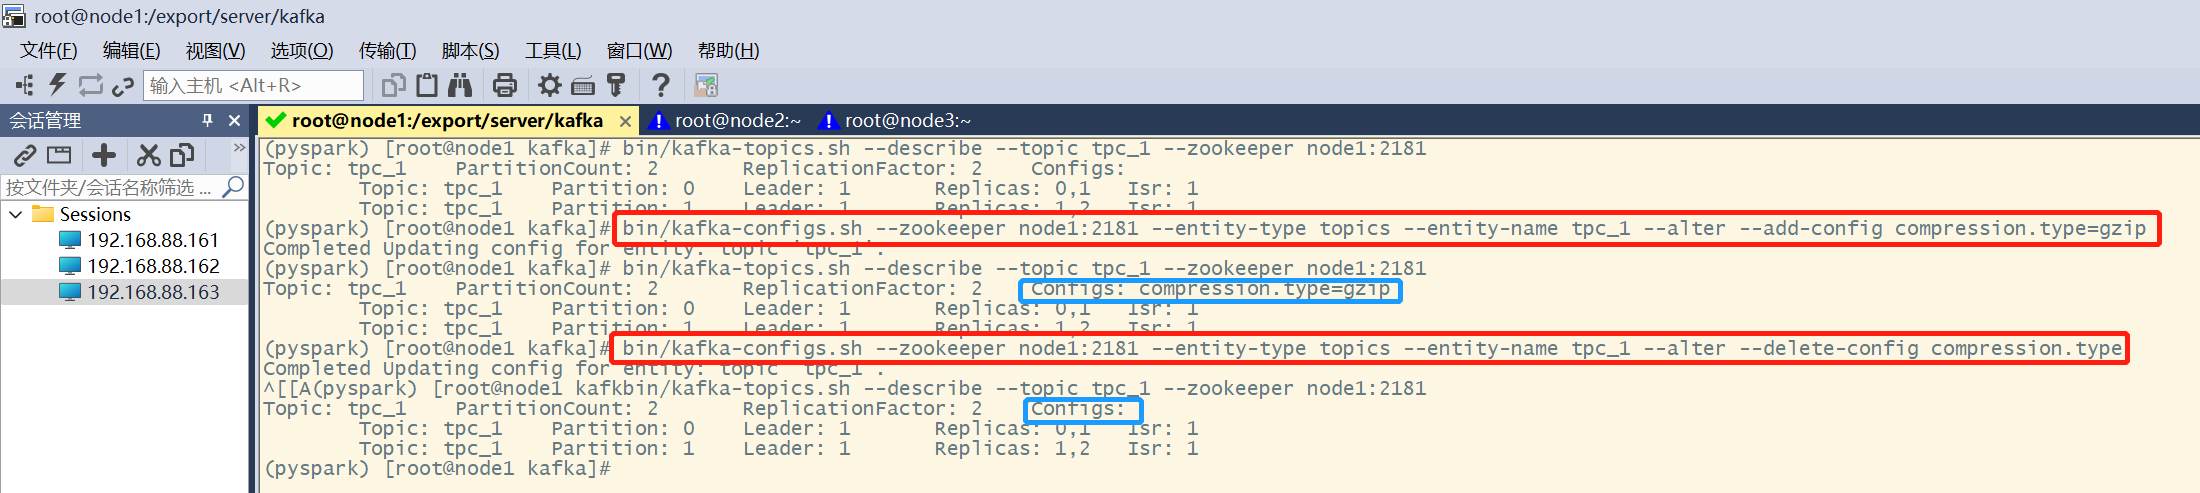 root@node1:/export/server/kafka
文件(F) 编辑(E) 视图(V) 选项(O) 传输(T) 脚本(S) 工具(L) 窗口(W) 帮助(H)
输入主机 <Alt+R>
会话管理
root@node1:/export/server/kafka root@node2:~ root@node3:~
按文件夹/会话名称筛选 ...
Sessions
192.168.88.161
192.168.88.162
192.168.88.163
(pyspark) [root@node1 kafka]# bin/kafka-topics.sh --describe --topic tpc_1 --zookeeper node1:2181
Topic: tpc_1 PartitionCount: 2 ReplicationFactor: 2 Configs:
Topic: tpc_1 Partition: 0 Leader: 1 Replicas: 0,1 Isr: 1
Topic: tpc_1 Partition: 1 Leader: 1 Replicas: 1,2 Isr: 1
(pyspark) [root@node1 kafka]# bin/kafka-configs.sh --zookeeper node1:2181 --entity-type topics --entity-name tpc_1 --alter --add-config compression.type=gzip
Completed Updating config for entity: topic 'tpc_1'.
(pyspark) [root@node1 kafka]# bin/kafka-topics.sh --describe --topic tpc_1 --zookeeper node1:2181
Topic: tpc_1 PartitionCount: 2 ReplicationFactor: 2 Configs: compression.type=gzip
Topic: tpc_1 Partition: 0 Leader: 1 Replicas: 0,1 Isr: 1
Topic: tpc_1 Partition: 1 Leader: 1 Replicas: 1,2 Isr: 1
(pyspark) [root@node1 kafka]# bin/kafka-configs.sh --zookeeper node1:2181 --entity-type topics --entity-name tpc_1 --alter --delete-config compression.type
Completed Updating config for entity: topic 'tpc_1'.
^[[A(pyspark) [root@node1 kafkbin/kafka-topics.sh --describe --topic tpc_1 --zookeeper node1:2181
Topic: tpc_1 PartitionCount: 2 ReplicationFactor: 2 Configs:
Topic: tpc_1 Partition: 0 Leader: 1 Replicas: 0,1 Isr: 1
Topic: tpc_1 Partition: 1 Leader: 1 Replicas: 1,2 Isr: 1
(pyspark) [root@node1 kafka]#